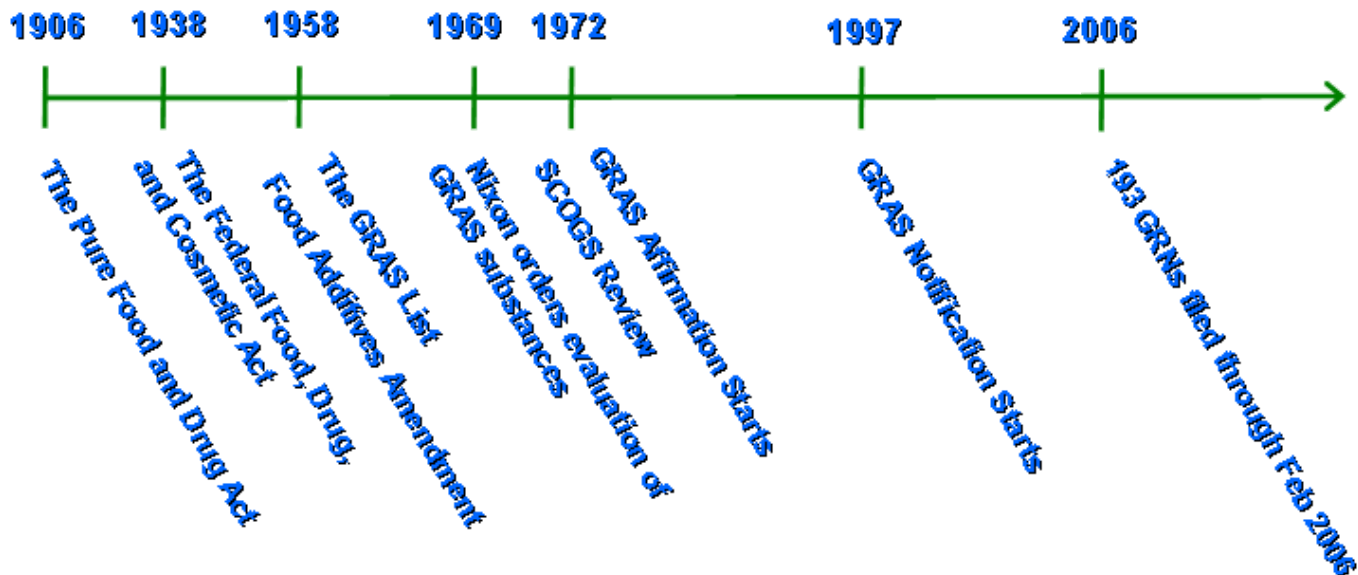 1906 1938 1958 1969 1972 1997 2006
The Pure Food and Drug Act
The Federal Food, Drug,
and Cosmetic Act
Food Additives Amendment
The GRAS List
Nixon orders evaluation of
GRAS substances
SCOGS Review
GRAS Affirmation Starts
GRAS Notification Starts
193 GRNs filed through Feb 2006